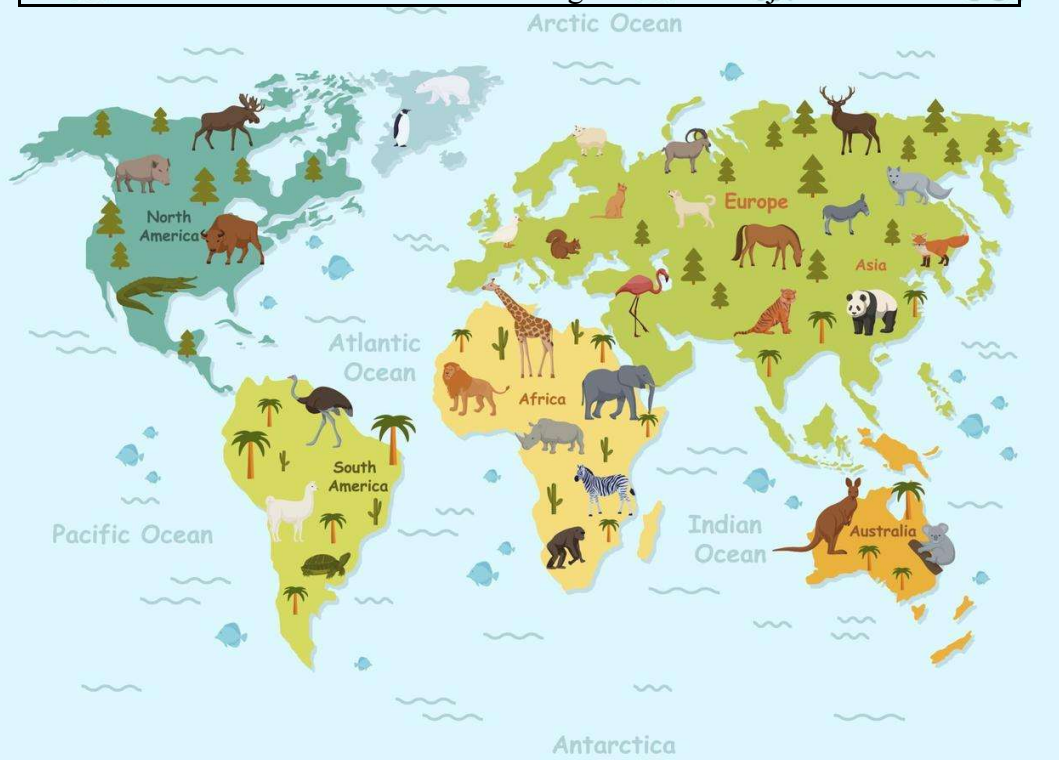 Arctic Ocean
North
America
Europe
Asia
Atlantic
Ocean
Africa
South
America
Pacific Ocean
Indian
Ocean
Australia
Antarctica